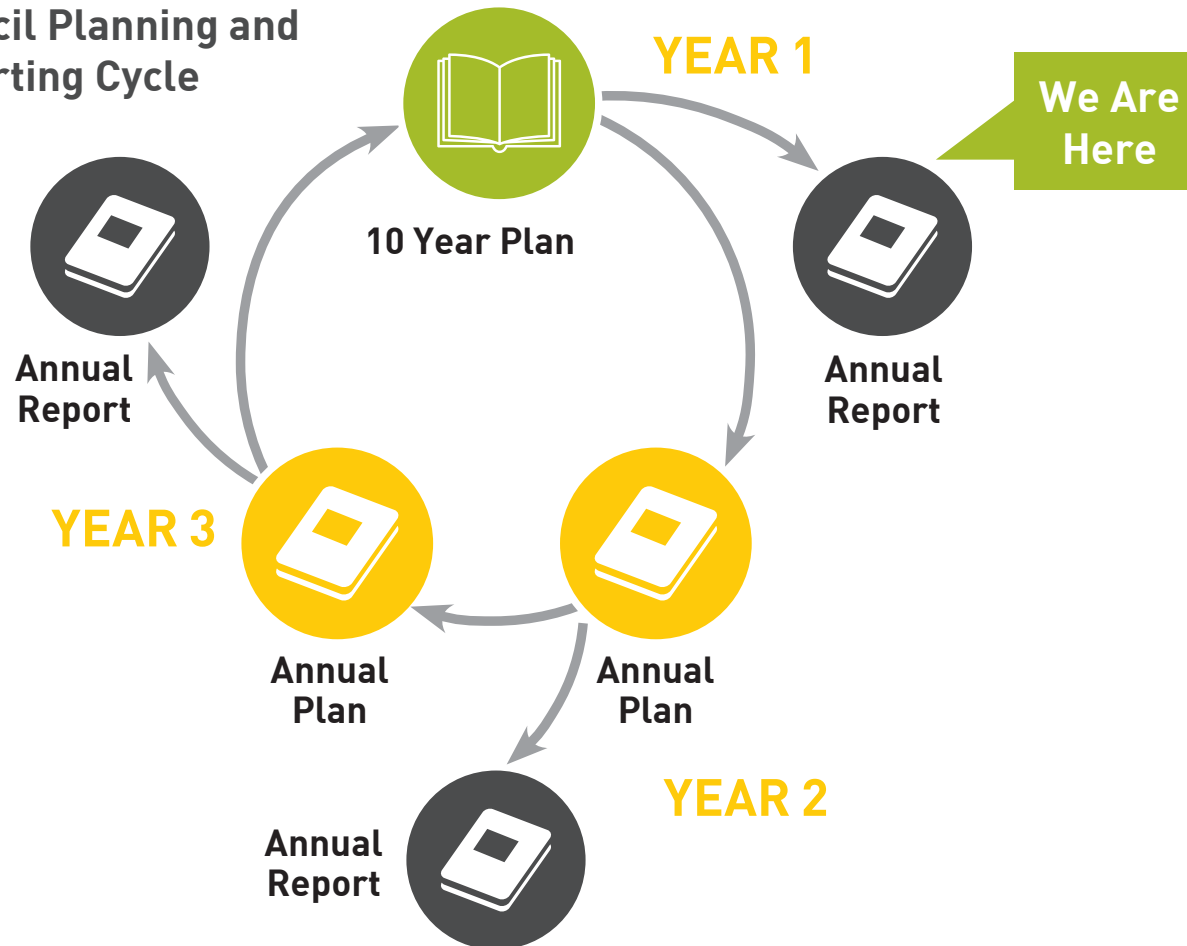 cil Planning and
rting Cycle
YEAR 1
We Are
Here
10 Year Plan
Annual
Report
Annual
Report
YEAR 3
Annual
Plan
Annual
Plan
YEAR 2
Annual
Report